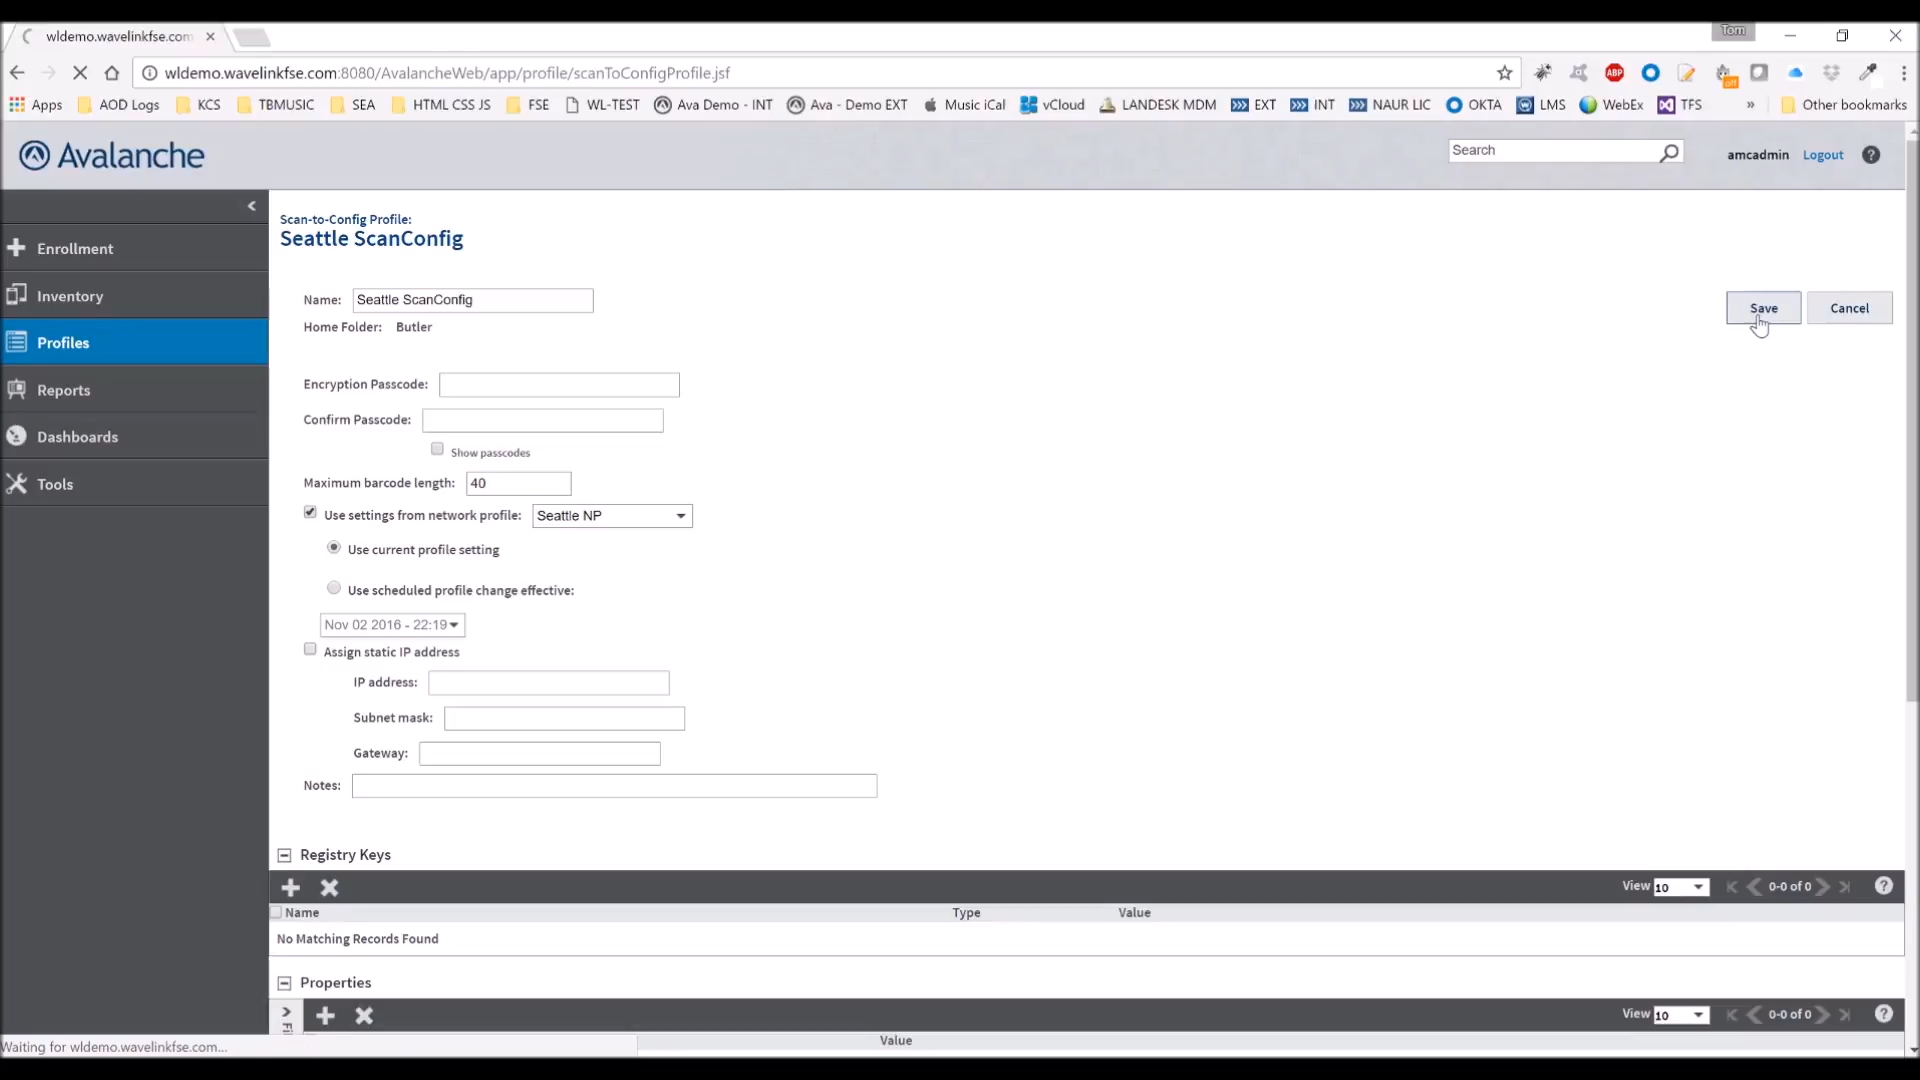 wldemo.wavelinkfse.com
Tom
wldemo.wavelinkfse.com:8080/AvalancheWeb/app/profile/scanToConfigProfile.jsf
ABP
off
Apps AOD Logs KCS TBMUSIC SEA HTML CSS JS FSE WL-TEST Ava Demo - INT Ava - Demo EXT Music iCal vCloud LANDESK MDM EXT INT NAUR LIC OKTA LMS WebEx TFS » Other bookmarks
Avalanche
Search
amcadmin Logout ?
Enrollment
Inventory
Profiles
Reports
Dashboards
Tools
Scan-to-Config Profile:
Seattle ScanConfig
Name: Seattle ScanConfig
Save Cancel
Home Folder: Butler
Encryption Passcode:
Confirm Passcode:
Show passcodes
Maximum barcode length: 40
Use settings from network profile: Seattle NP
Use current profile setting
Use scheduled profile change effective:
Nov 02 2016 - 22:19
Assign static IP address
IP address:
Subnet mask:
Gateway:
Notes:
Registry Keys
View 10 0-0 of 0 ?
Name Type Value
No Matching Records Found
Properties
View 10 0-0 of 0 ?
Value
Waiting for wldemo.wavelinkfse.com...